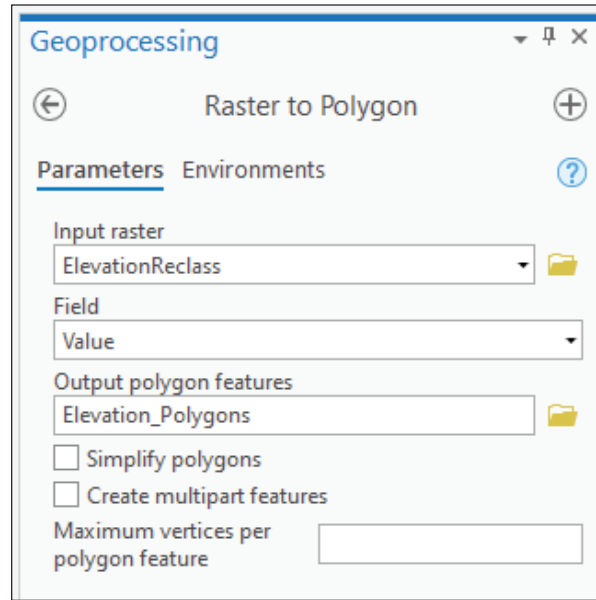 Geoprocessing
Raster to Polygon
Parameters Environments
Input raster
ElevationReclass
Field
Value
Output polygon features
Elevation_Polygons
Simplify polygons
Create multipart features
Maximum vertices per
polygon feature